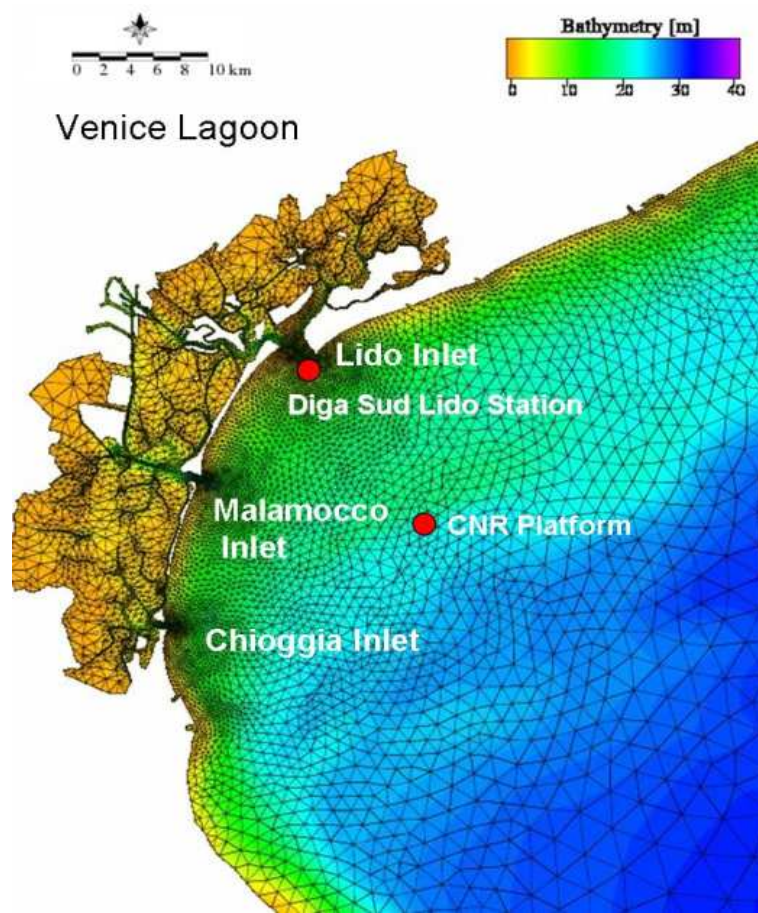 Bathymetry [m]
0 10 20 30 40
0 2 4 6 8 10 km
Venice Lagoon
Lido Inlet
Diga Sud Lido Station
Malamocco
Inlet
CNR Platform
Chioggia Inlet